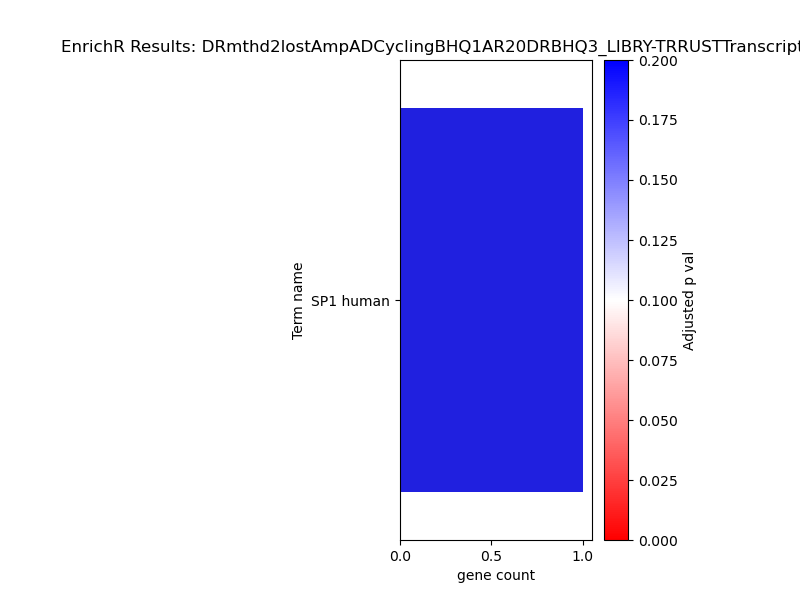 EnrichR Results: DRmthd2lostAmpADCyclingBHQ1AR20DRBHQ3_LIBRY-TRRUSTTranscript
Term name
SP1 human
0.0
0.5
1.0
gene count
0.200
0.175
0.150
0.125
0.100
0.075
0.050
0.025
0.000
Adjusted p val